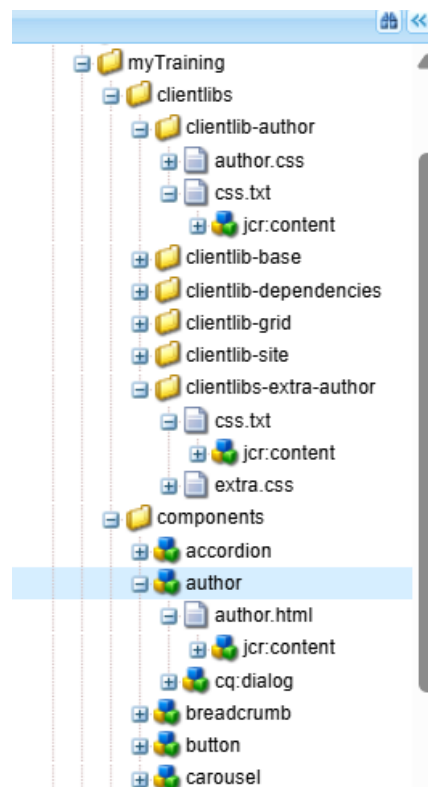 myTraining
clientlibs
clientlib-author
author.css
css.txt
jcr:content
clientlib-base
clientlib-dependencies
clientlib-grid
clientlib-site
clientlibs-extra-author
css.txt
jcr:content
extra.css
components
accordion
author
author.html
jcr:content
cq:dialog
breadcrumb
button
carousel